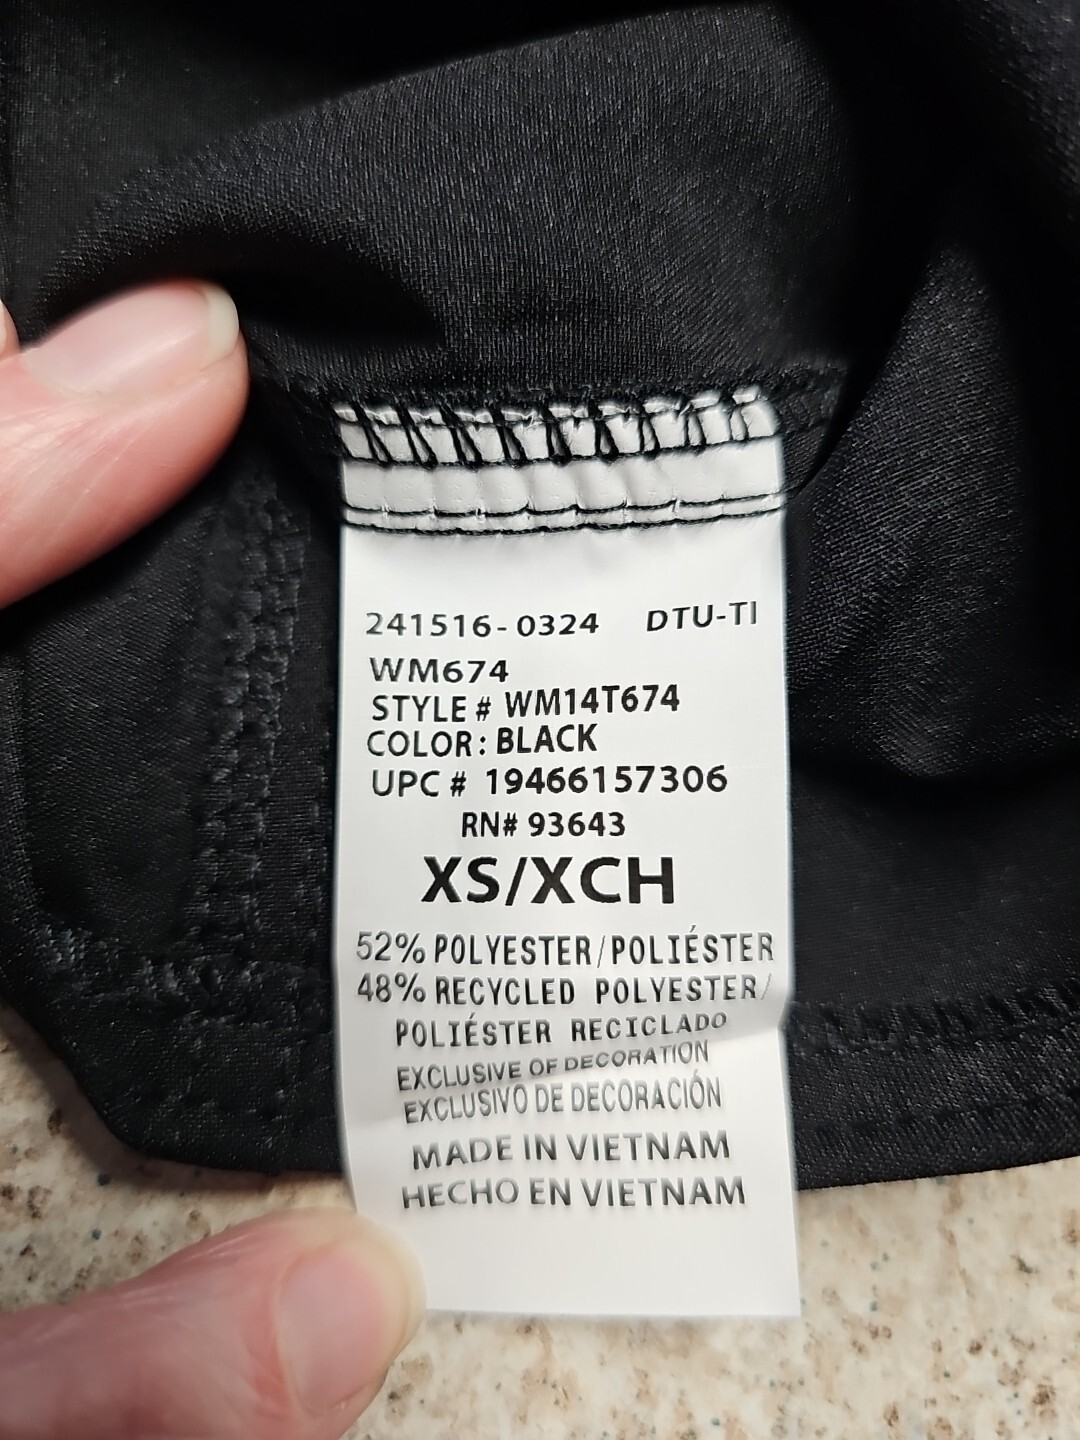 241516-0324 DTU-TI
WM674
STYLE # WM14T674
COLOR: BLACK
UPC # 19466157306
RN# 93643
XS/XCH
52% POLYESTER/POLIÉSTER
48% RECYCLED POLYESTER/
POLIÉSTER RECICLADO
EXCLUSIVE OF DECORATION
EXCLUSIVO DE DECORACIÓN
MADE IN VIETNAM
HECHO EN VIETNAM